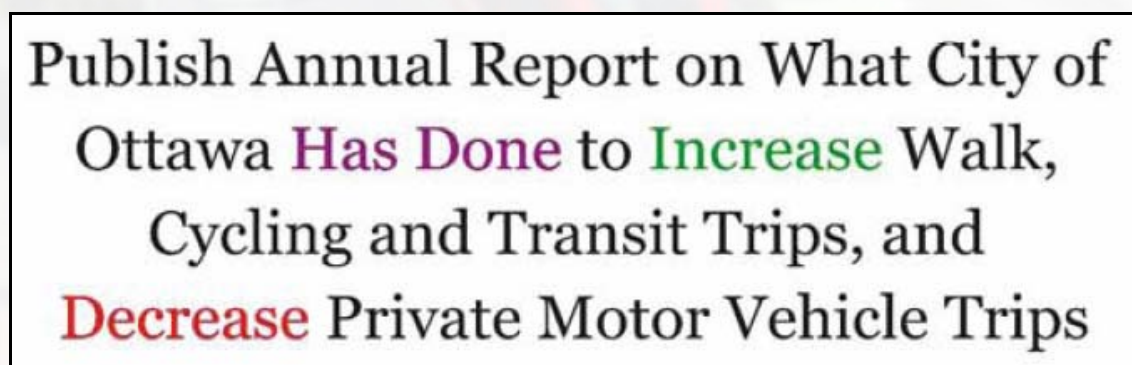 Publish Annual Report on What City of
Ottawa Has Done to Increase Walk,
Cycling and Transit Trips, and
Decrease Private Motor Vehicle Trips